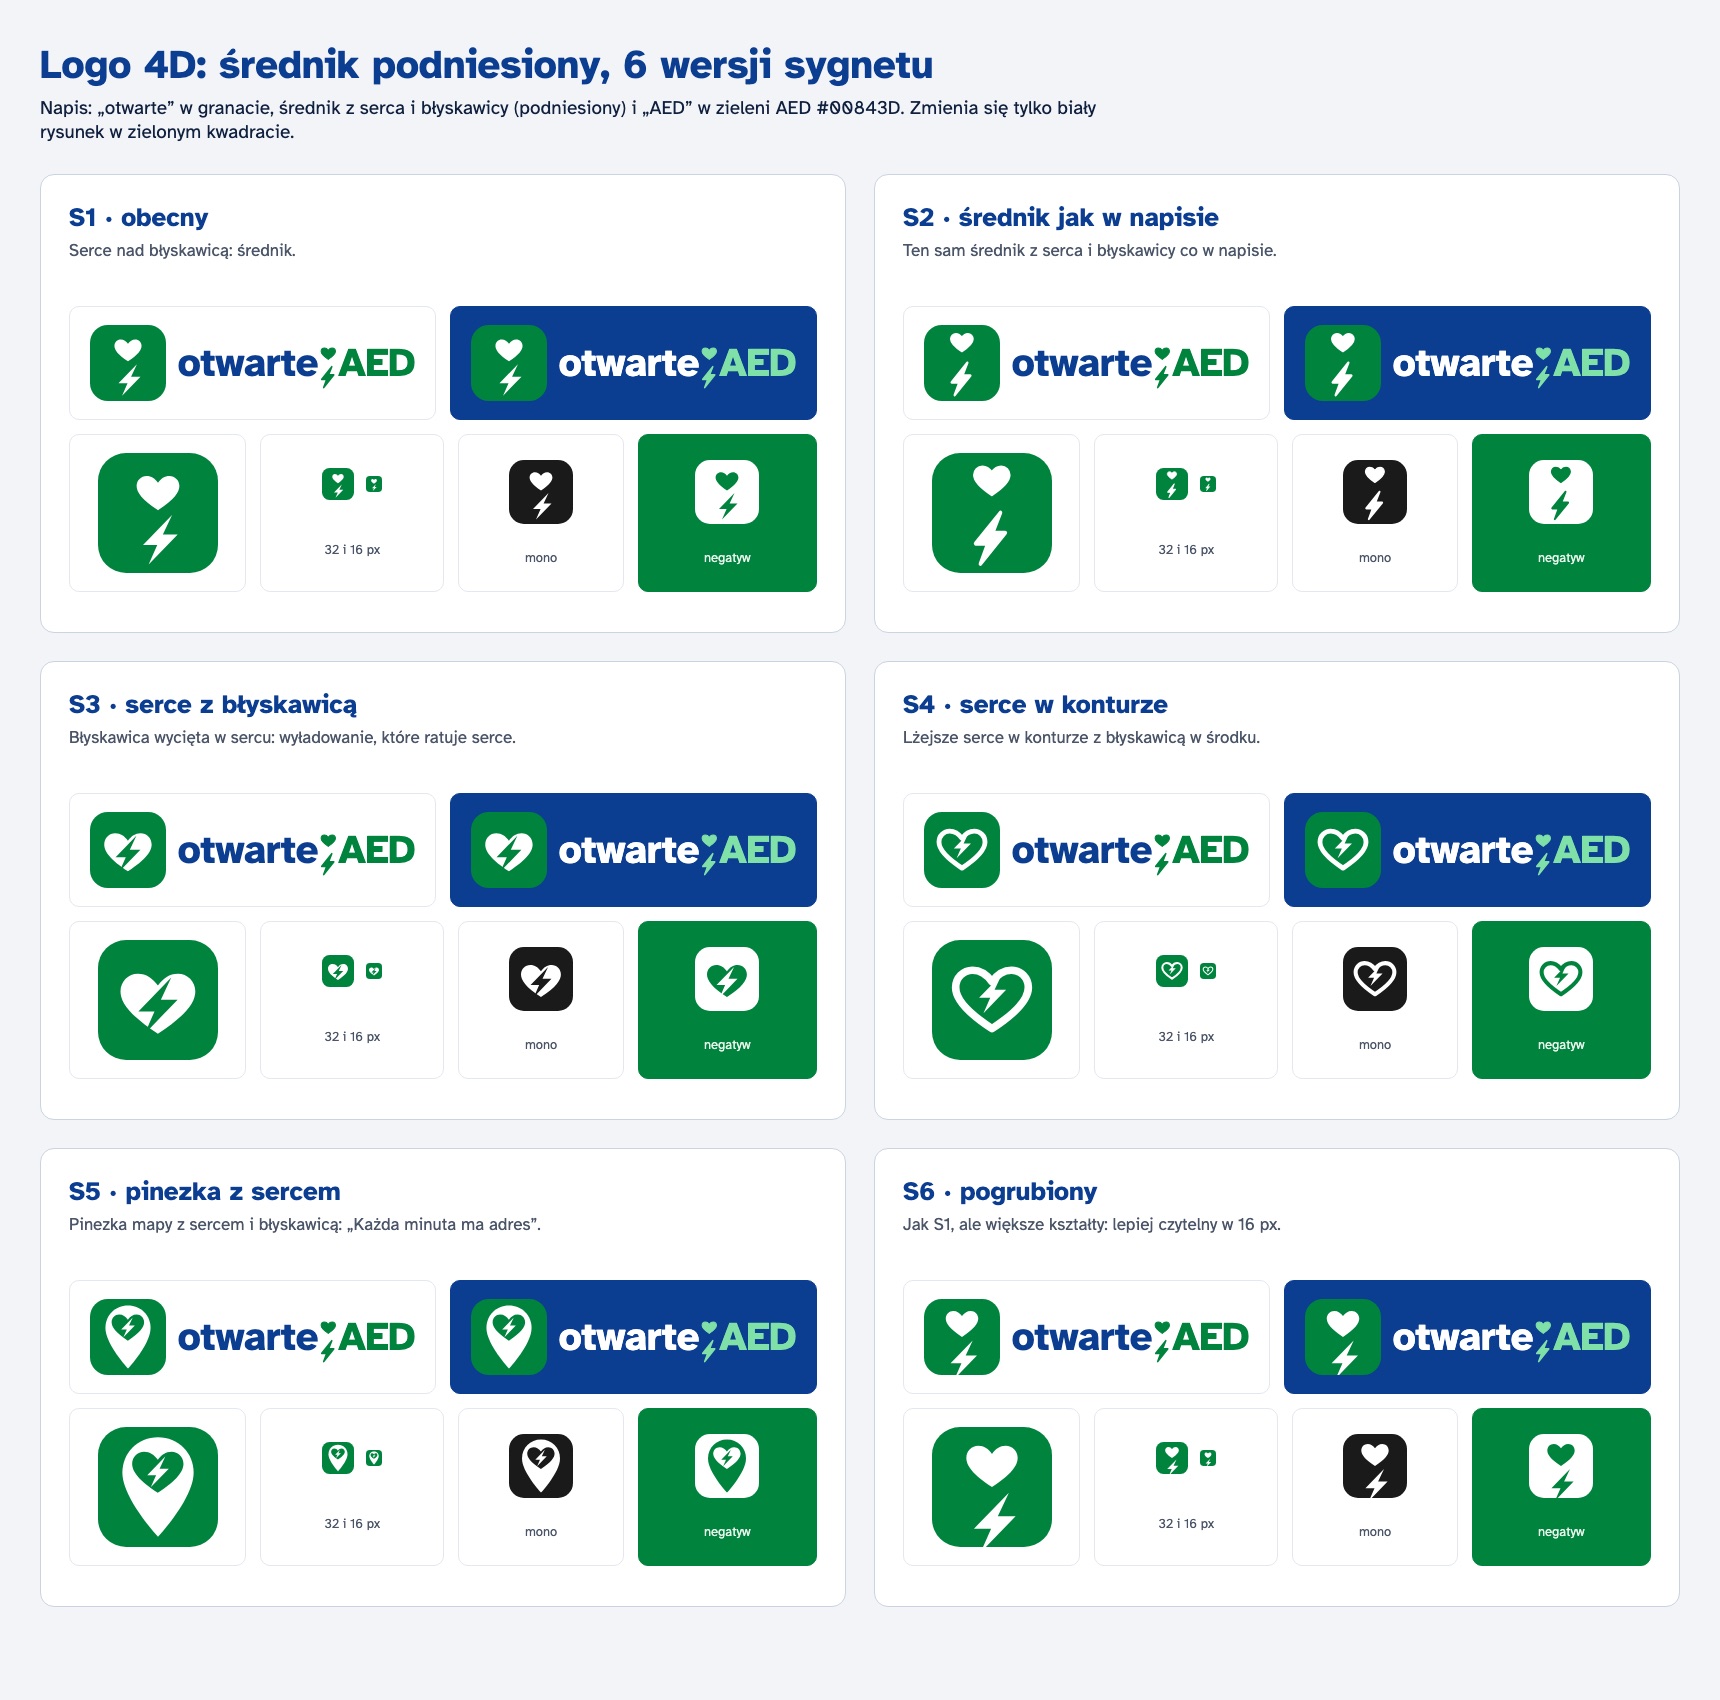 Logo 4D: średnik podniesiony, 6 wersji sygnetu
Napis: „otwarte” w granacie, średnik z serca i błyskawicy (podniesiony) i „AED” w zieleni AED #00843D. Zmienia się tylko biały
rysunek w zielonym kwadracie.
S1 · obecny
Serce nad błyskawicą: średnik.
otwarte AED
otwarte AED
32 i 16 px
mono
negatyw
S2 · średnik jak w napisie
Ten sam średnik z serca i błyskawicy co w napisie.
otwarte AED
otwarte AED
32 i 16 px
mono
negatyw
S3 · serce z błyskawicą
Błyskawica wycięta w sercu: wyładowanie, które ratuje serce.
otwarte AED
otwarte AED
32 i 16 px
mono
negatyw
S4 · serce w konturze
Lżejsze serce w konturze z błyskawicą w środku.
otwarte AED
otwarte AED
32 i 16 px
mono
negatyw
S5 · pinezka z sercem
Pinezka mapy z sercem i błyskawicą: „Każda minuta ma adres”.
otwarte AED
otwarte AED
32 i 16 px
mono
negatyw
S6 · pogrubiony
Jak S1, ale większe kształty: lepiej czytelny w 16 px.
otwarte AED
otwarte AED
32 i 16 px
mono
negatyw